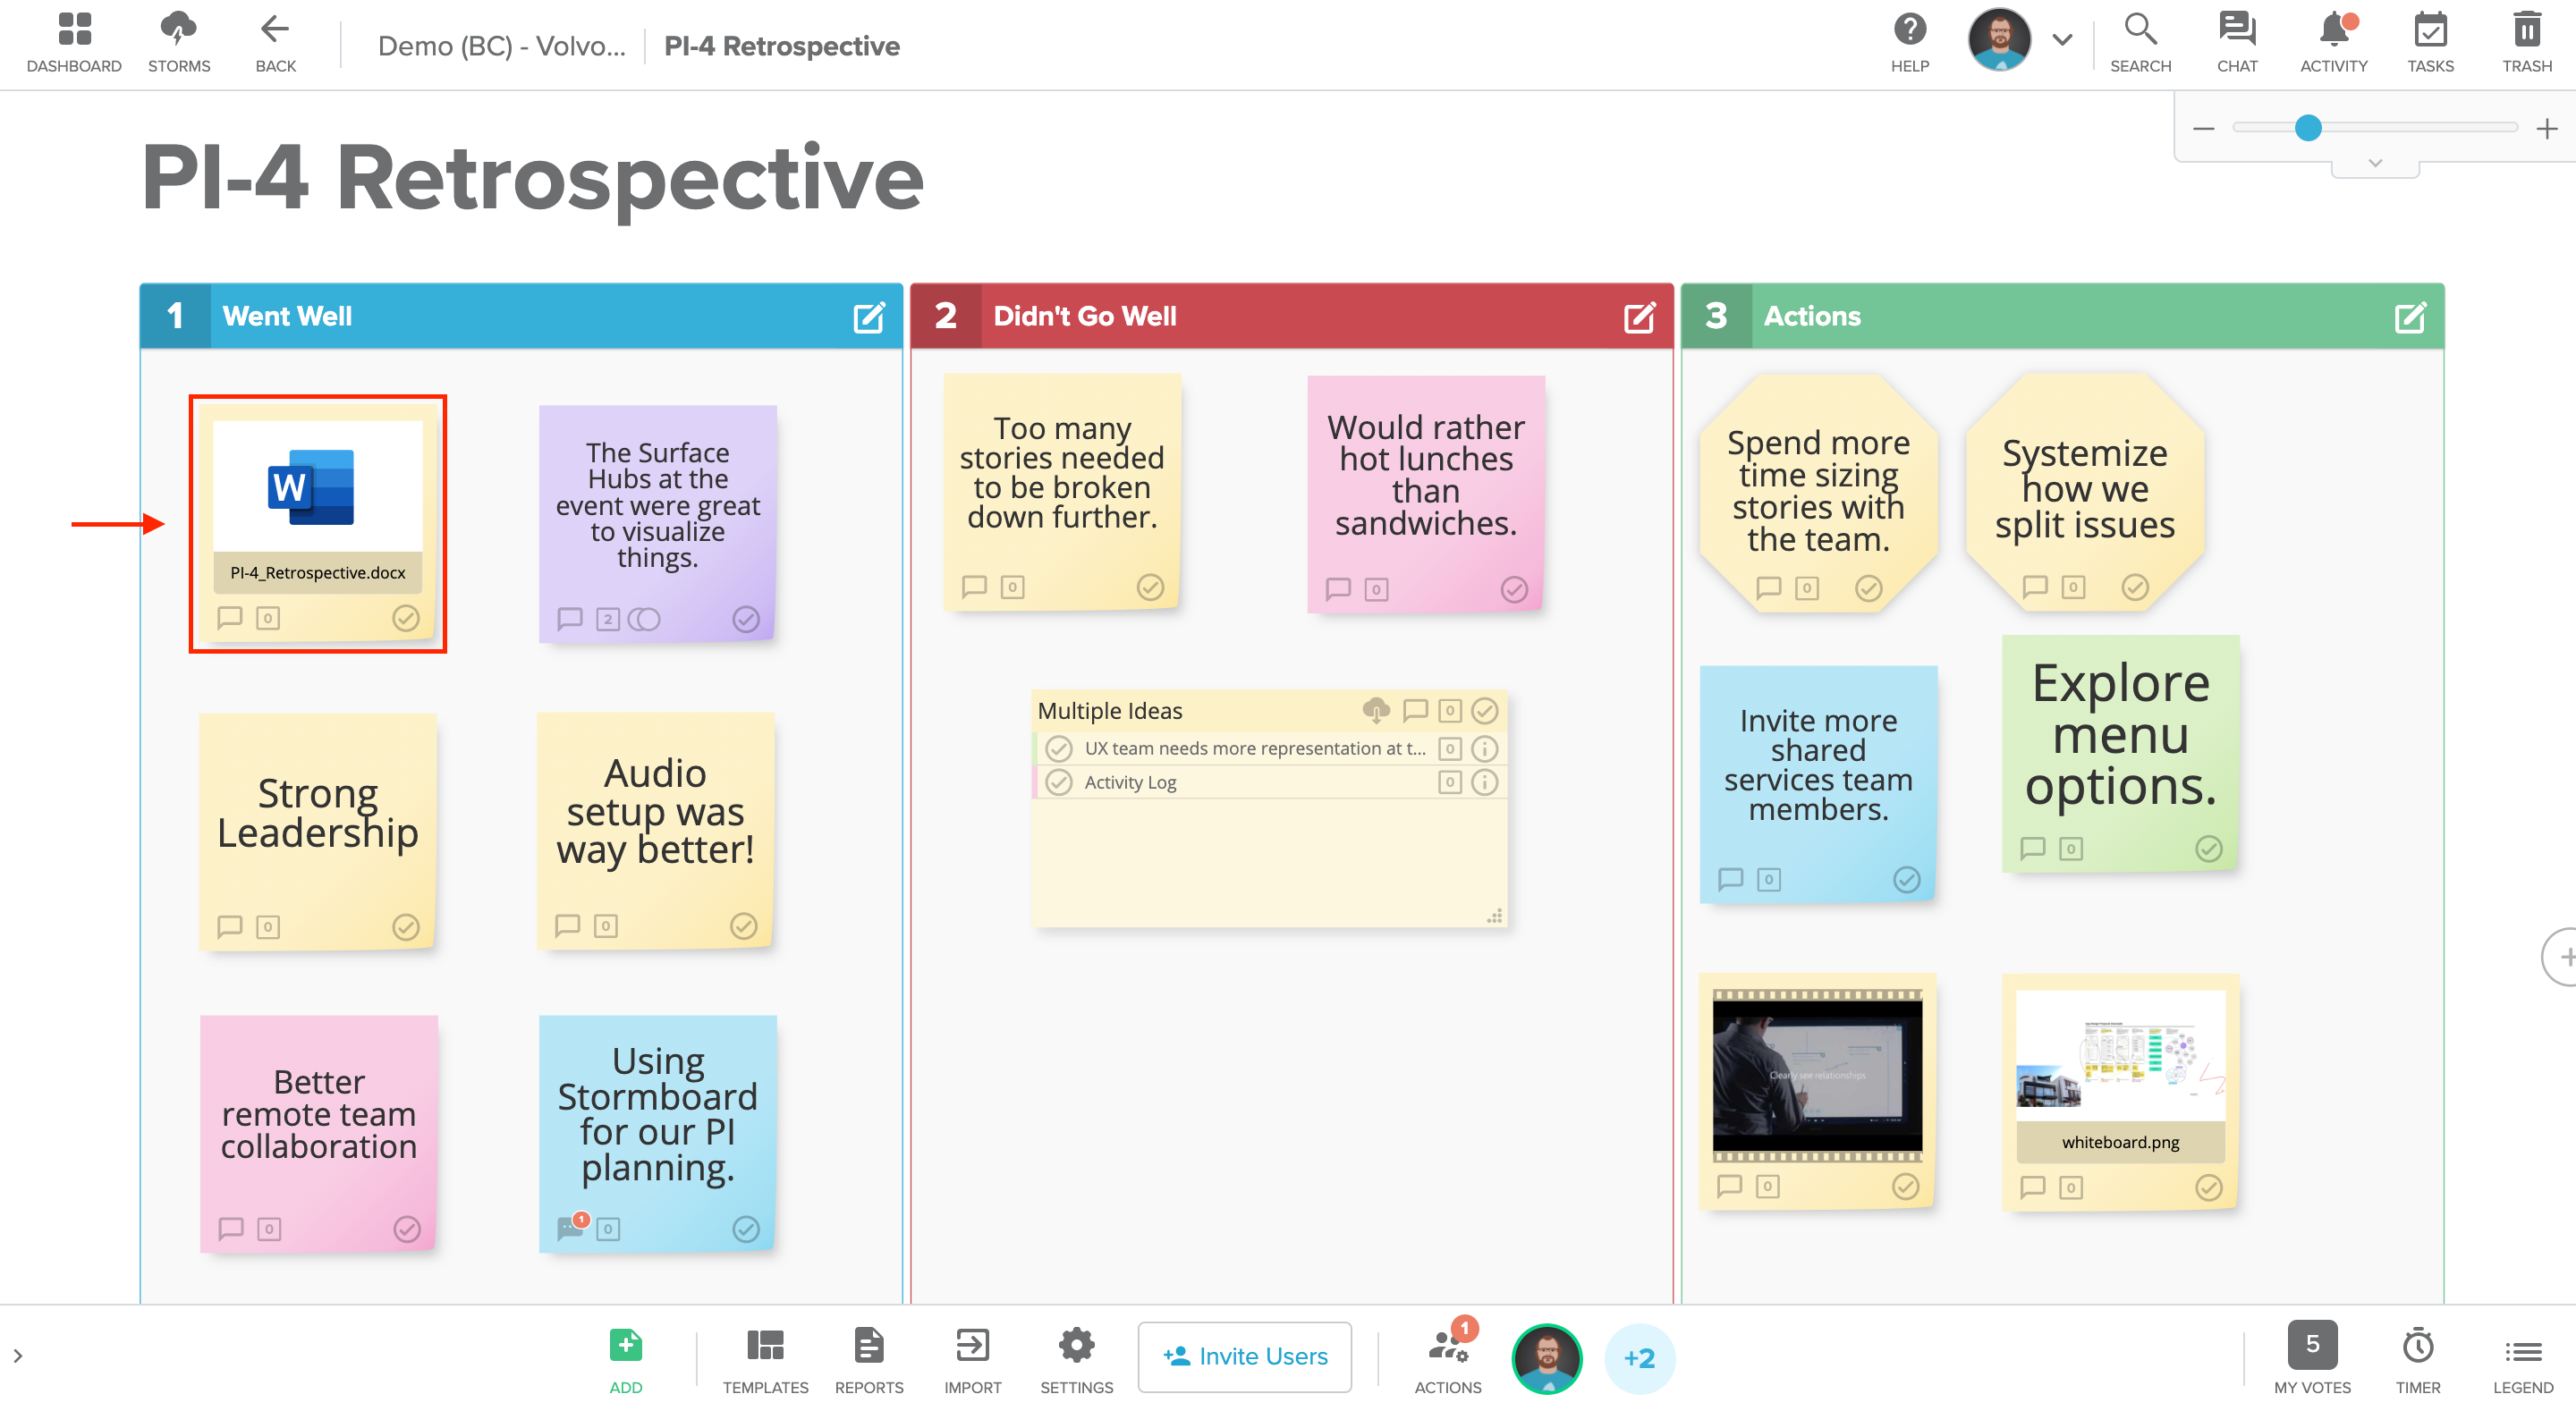 DASHBOARD
STORMS
BACK
Demo (BC) - Volvo...
PI-4 Retrospective
HELP
SEARCH
CHAT
ACTIVITY
TASKS
TRASH
PI-4 Retrospective
1 Went Well
W
PI-4_Retrospective.docx
0
The Surface
Hubs at the
event were great
to visualize
things.
2
Strong
Leadership
0
Audio
setup was
way better!
0
Better
remote team
collaboration
0
Using
Stormboard
for our PI
planning.
1
0
2 Didn't Go Well
Too many
stories needed
to be broken
down further.
0
Would rather
hot lunches
than
sandwiches.
0
Multiple Ideas
0
UX team needs more representation at t...
0
Activity Log
0
3 Actions
Spend more
time sizing
stories with
the team.
0
Systemize
how we
split issues
0
Invite more
shared
services team
members.
0
Explore
menu
options.
0
Clearly see relationships
0
whiteboard.png
0
ADD
TEMPLATES
REPORTS
IMPORT
SETTINGS
Invite Users
1
ACTIONS
+2
5
MY VOTES
TIMER
LEGEND